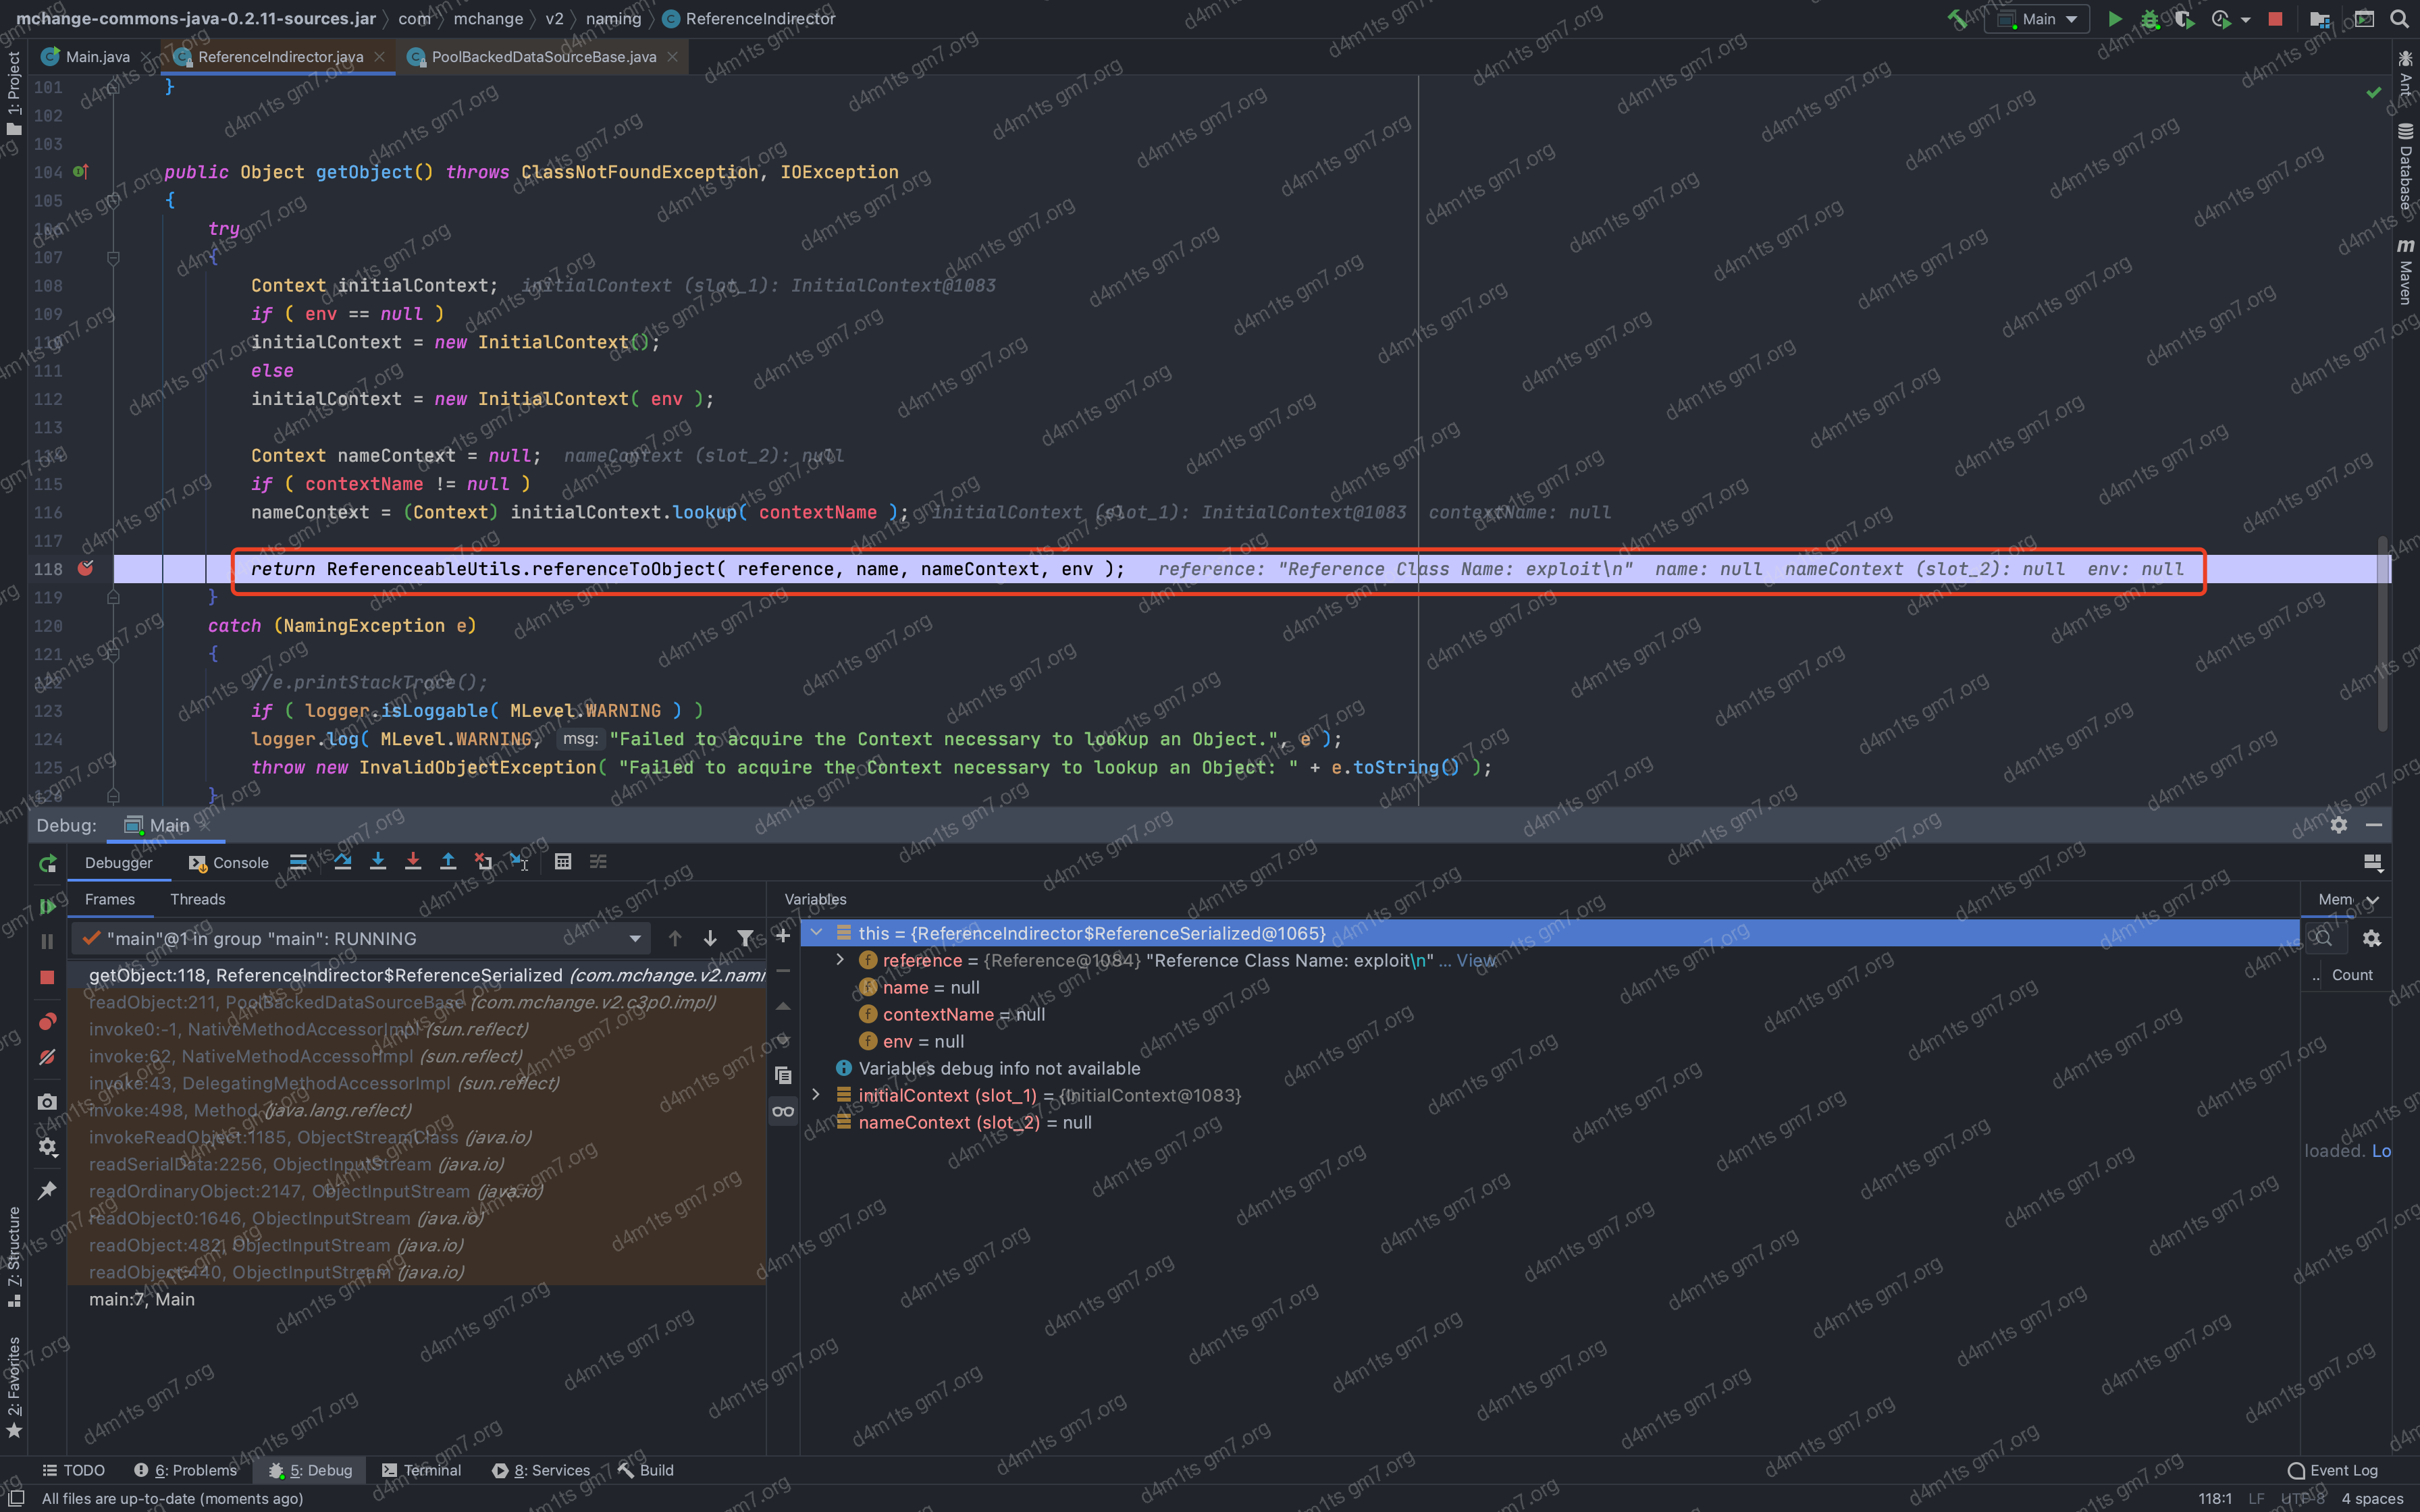 mchange-commons-java-0.2.11-sources.jar com mchange v2 naming ReferenceIndirector Main
Main.java ReferenceIndirector.java PoolBackedDataSourceBase.java
101 }
102
103
104 public Object getObject() throws ClassNotFoundException, IOException
105 {
106 try
107 {
108 Context initialContext; initialContext (slot_1): InitialContext@1083
109 if ( env == null )
110 initialContext = new InitialContext();
111 else
112 initialContext = new InitialContext( env );
113
114 Context nameContext = null; nameContext (slot_2): null
115 if ( contextName != null )
116 nameContext = (Context) initialContext.lookup( contextName ); initialContext (slot_1): InitialContext@1083 contextName: null
117
118 return ReferenceableUtils.referenceToObject( reference, name, nameContext, env ); reference: "Reference Class Name: exploit\n" name: null nameContext (slot_2): null env: null
119 }
120 catch (NamingException e)
121 {
122 //e.printStackTrace();
123 if ( logger.isLoggable( MLevel.WARNING ) )
124 logger.log( MLevel.WARNING, msg: "Failed to acquire the Context necessary to lookup an Object.", e );
125 throw new InvalidObjectException( "Failed to acquire the Context necessary to lookup an Object: " + e.toString() );
126 }
1: Project
7: Structure
2: Favorites
Ant
Database
Maven
Debug: Main
Debugger Console
Frames Threads
"main"@1 in group "main": RUNNING
getObject:118, ReferenceIndirector$ReferenceSerialized (com.mchange.v2.nami
readObject:211, PoolBackedDataSourceBase (com.mchange.v2.c3p0.impl)
invoke0:-1, NativeMethodAccessorImpl (sun.reflect)
invoke:62, NativeMethodAccessorImpl (sun.reflect)
invoke:43, DelegatingMethodAccessorImpl (sun.reflect)
invoke:498, Method (java.lang.reflect)
invokeReadObject:1185, ObjectStreamClass (java.io)
readSerialData:2256, ObjectInputStream (java.io)
readOrdinaryObject:2147, ObjectInputStream (java.io)
readObject0:1646, ObjectInputStream (java.io)
readObject:482, ObjectInputStream (java.io)
readObject:440, ObjectInputStream (java.io)
main:7, Main
Variables
this = {ReferenceIndirector$ReferenceSerialized@1065}
reference = {Reference@1084} "Reference Class Name: exploit\n" ... View
name = null
contextName = null
env = null
Variables debug info not available
initialContext (slot_1) = {InitialContext@1083}
nameContext (slot_2) = null
Mem
.. Count
loaded. Lo
TODO 6: Problems 5: Debug Terminal 8: Services Build Event Log
All files are up-to-date (moments ago) 118:1 LF UTF-8 4 spaces
d4m1ts gm7.org